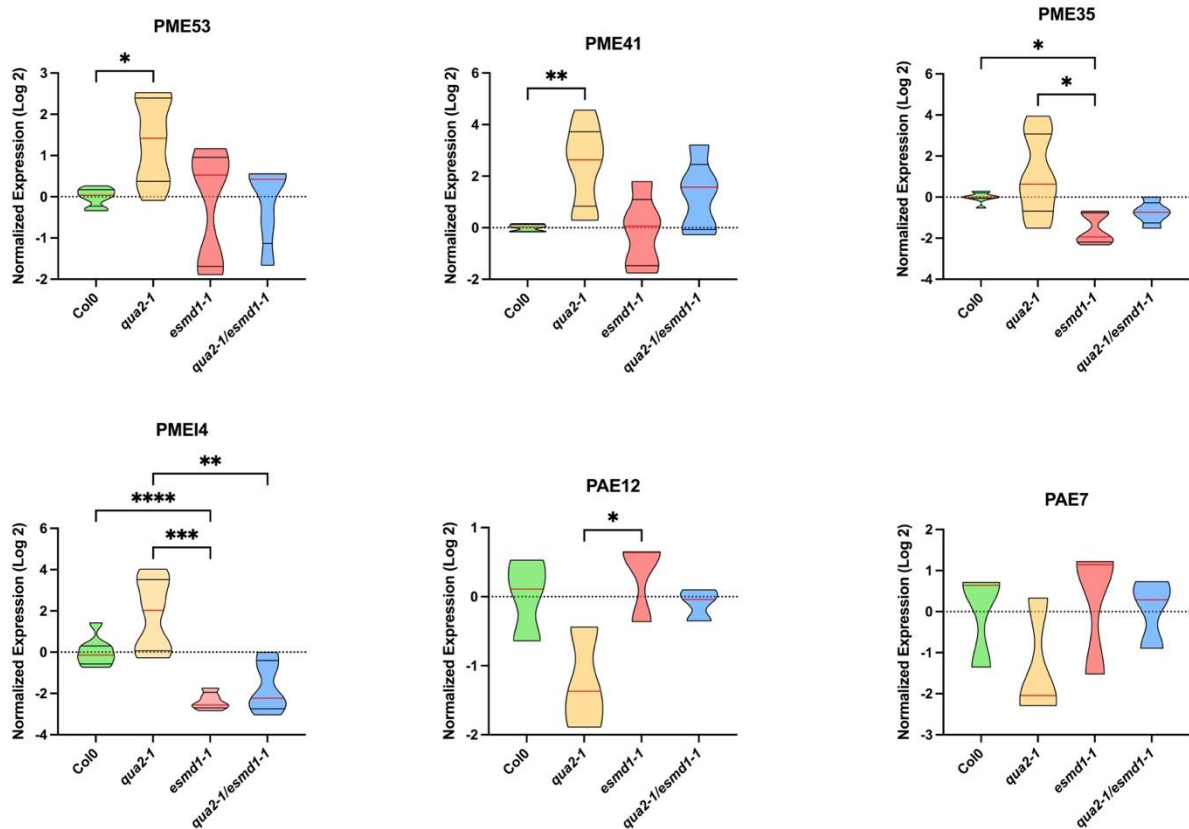 PME53
Normalized Expression (Log 2)
3
2
1
0
-1
-2
*
Col0
qua2-1
esmd1-1
qua2-1/esmd1-1
PME41
Normalized Expression (Log 2)
6
4
2
0
-2
**
Col0
qua2-1
esmd1-1
qua2-1/esmd1-1
PME35
Normalized Expression (Log 2)
6
4
2
0
-2
-4
*
*
Col0
qua2-1
esmd1-1
qua2-1/esmd1-1
PMEI4
Normalized Expression (Log 2)
6
4
2
0
-2
-4
**
****
***
Col0
qua2-1
esmd1-1
qua2-1/esmd1-1
PAE12
Normalized Expression (Log 2)
1
0
-1
-2
*
Col0
qua2-1
esmd1-1
qua2-1/esmd1-1
PAE7
Normalized Expression (Log 2)
2
1
0
-1
-2
-3
Col0
qua2-1
esmd1-1
qua2-1/esmd1-1